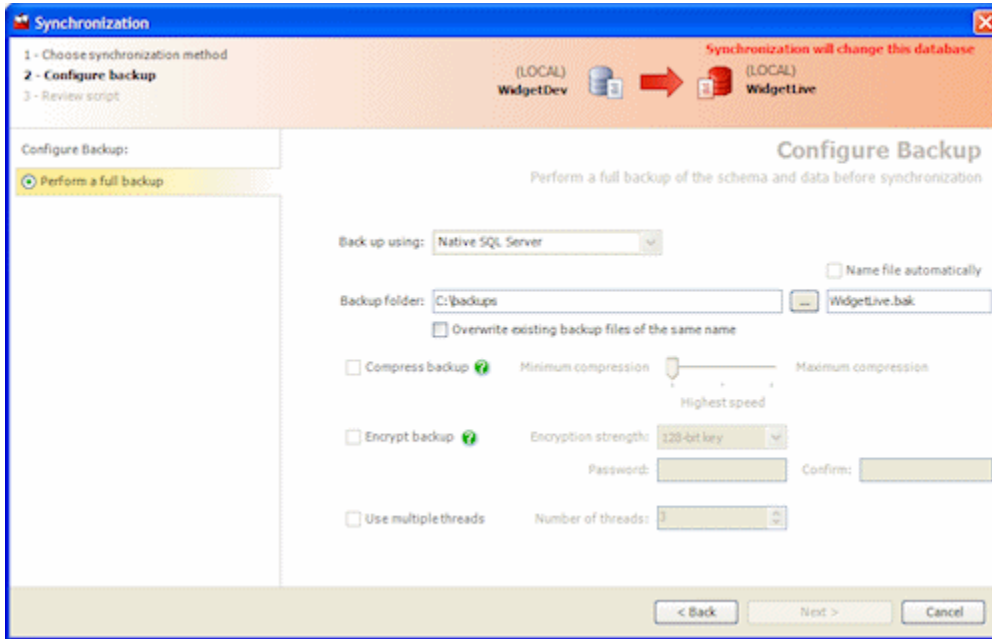 Synchronization
1 - Choose synchronization method
2 - Configure backup
3 - Review script
Synchronization will change this database
(LOCAL)
WidgetDev
(LOCAL)
WidgetLive
Configure Backup:
Perform a full backup
Configure Backup
Perform a full backup of the schema and data before synchronization
Back up using: Native SQL Server
Name file automatically
Backup folder: C:\backups ... WidgetLive.bak
Overwrite existing backup files of the same name
Compress backup ? Minimum compression Maximum compression
Highest speed
Encrypt backup ? Encryption strength: 128-bit key
Password: Confirm:
Use multiple threads Number of threads: 3
< Back Next > Cancel